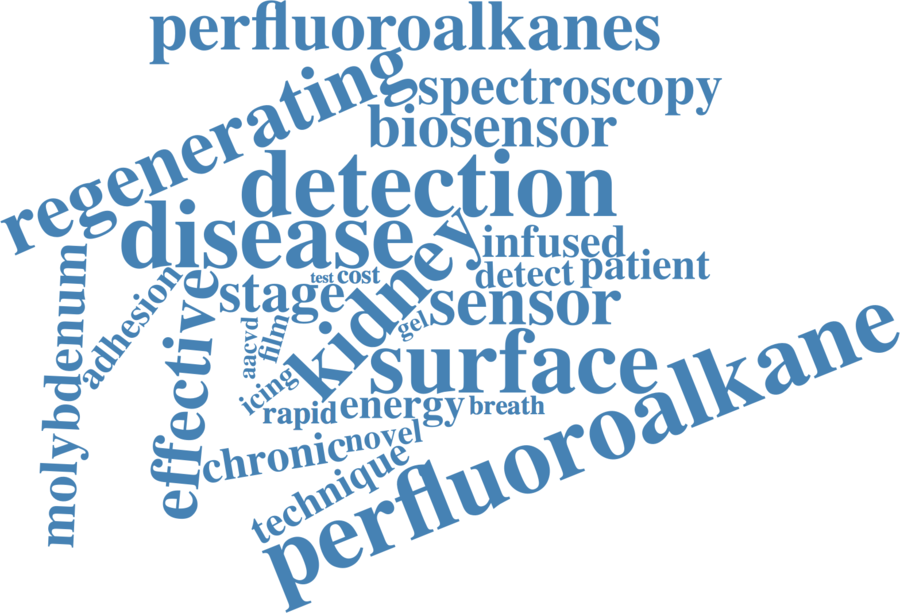 perfluoroalkanes
regenerating
spectroscopy
biosensor
detection
disease
kidney
infused
detect
patient
test
cost
stage
sensor
molybdenum
adhesion
effective
aacvd
film
gel
surface
icing
rapid
energy
breath
chronic
novel
technique
perfluoroalkane